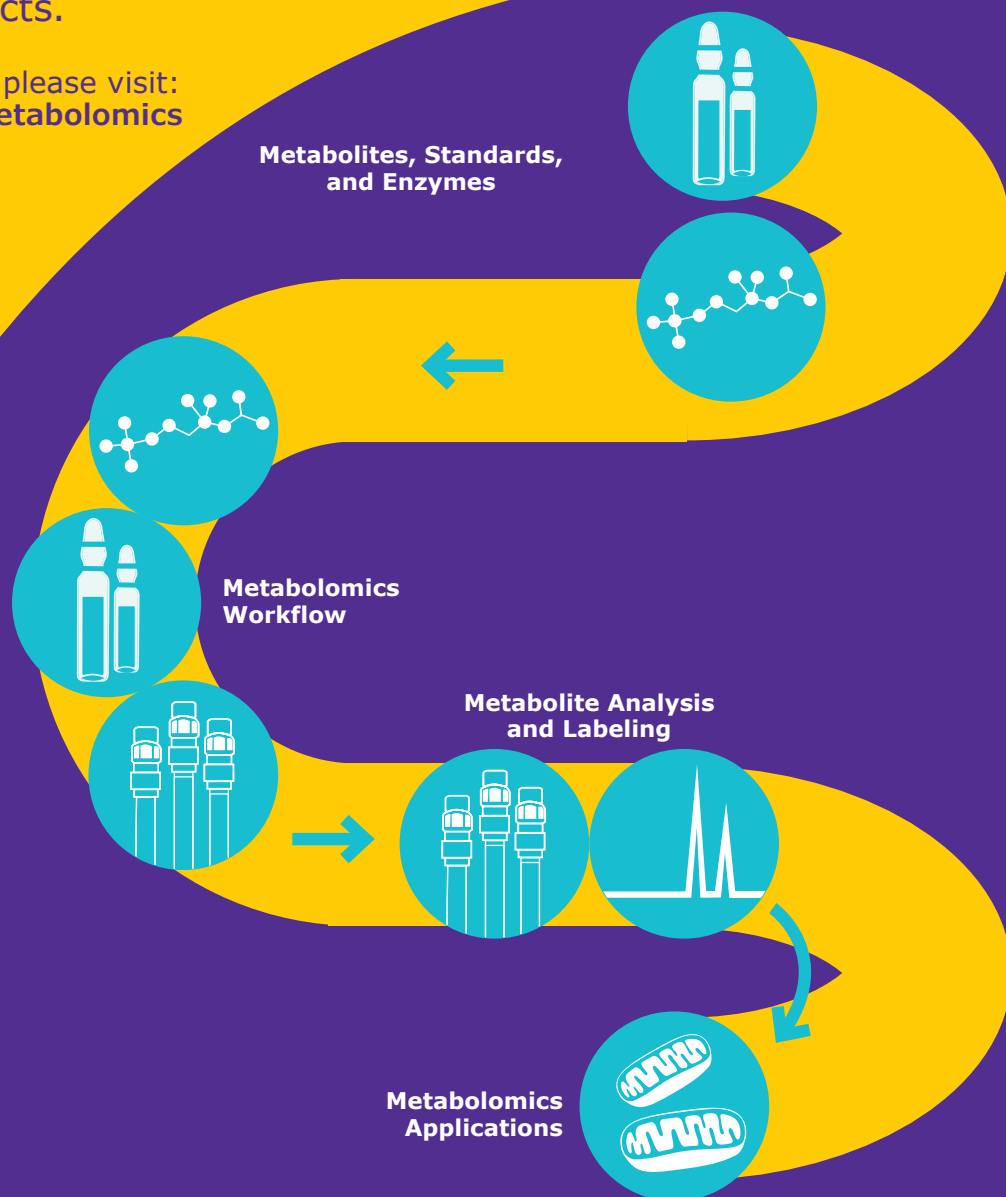 cts.
please visit:
etabolomics
Metabolites, Standards,
and Enzymes
Metabolomics
Workflow
Metabolite Analysis
and Labeling
Metabolomics
Applications